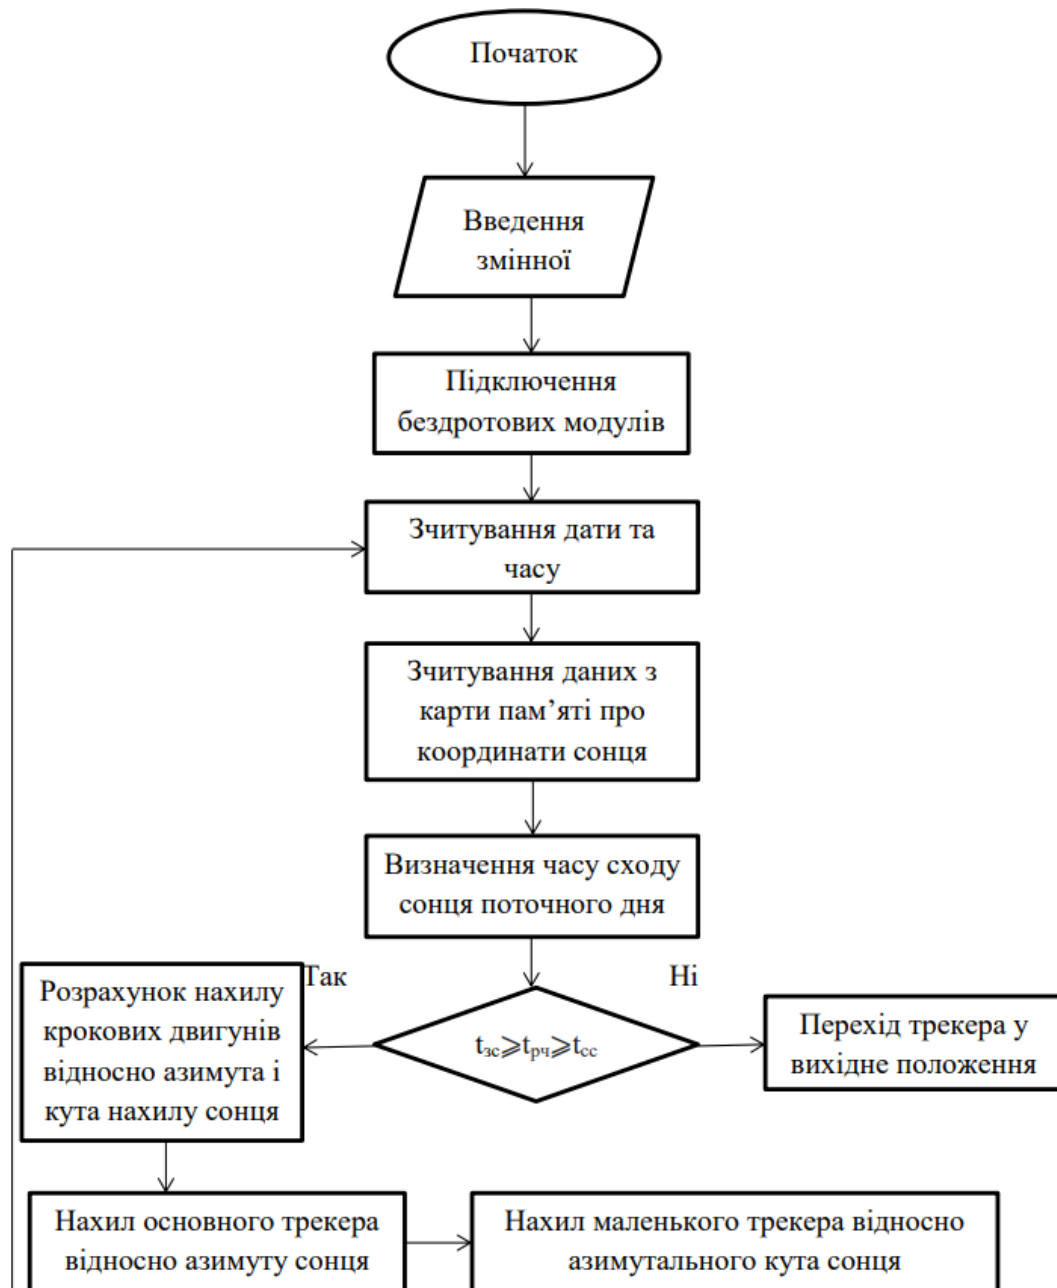 Початок
Введення
змінної
Підключення
бездротових модулів
Зчитування дати та
часу
Зчитування даних з
карти пам’яті про
координати сонця
Визначення часу сходу
сонця поточного дня
Так
Ні
Розрахунок нахилу
крокових двигунів
відносно азимута і
кута нахилу сонця
tзс⩾tрч⩾tсс
Перехід трекера у
вихідне положення
Нахил основного трекера
відносно азимуту сонця
Нахил маленького трекера відносно
азимутального кута сонця